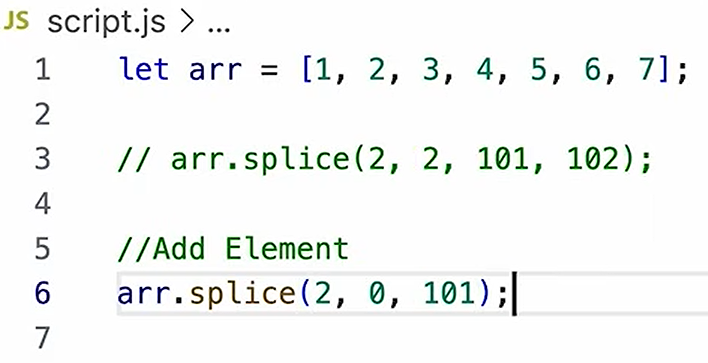 JS script.js > ...
1 let arr = [1, 2, 3, 4, 5, 6, 7];
2
3 // arr.splice(2, 2, 101, 102);
4
5 //Add Element
6 arr.splice(2, 0, 101);
7